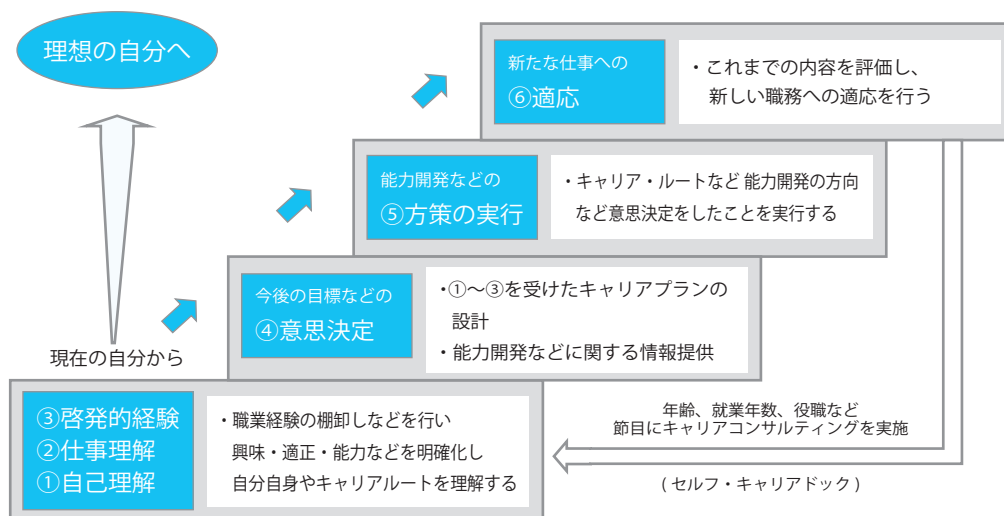 理想の自分へ
新たな仕事への
⑥適応
・これまでの内容を評価し、
新しい職務への適応を行う
能力開発などの
⑤方策の実行
・キャリア・ルートなど 能力開発の方向
など意思決定をしたことを実行する
今後の目標などの
④意思決定
・①～③を受けたキャリアプランの
設計
・能力開発などに関する情報提供
現在の自分から
③啓発的経験
②仕事理解
①自己理解
・職業経験の棚卸しなどを行い
興味・適正・能力などを明確化し
自分自身やキャリアルートを理解する
年齢、就業年数、役職など
節目にキャリアコンサルティングを実施
( セルフ・キャリアドック )